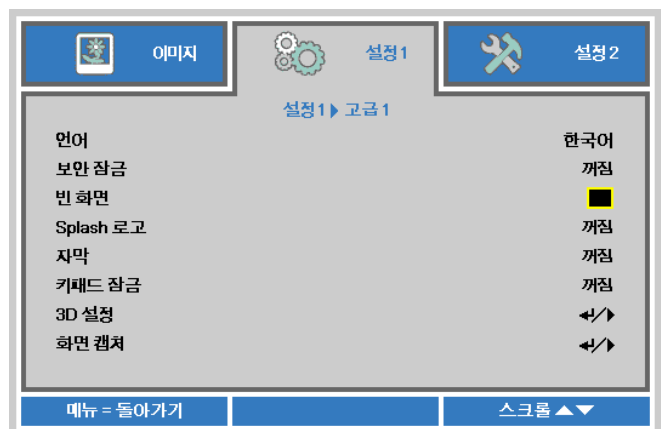 이미지
설정1
설정2
설정1 ▶ 고급1
언어 한국어
보안 잠금 꺼짐
빈 화면
Splash 로고 꺼짐
자막 꺼짐
키패드 잠금 꺼짐
3D 설정 ↵/▶
화면 캡쳐 ↵/▶
메뉴 = 돌아가기
스크롤▲▼